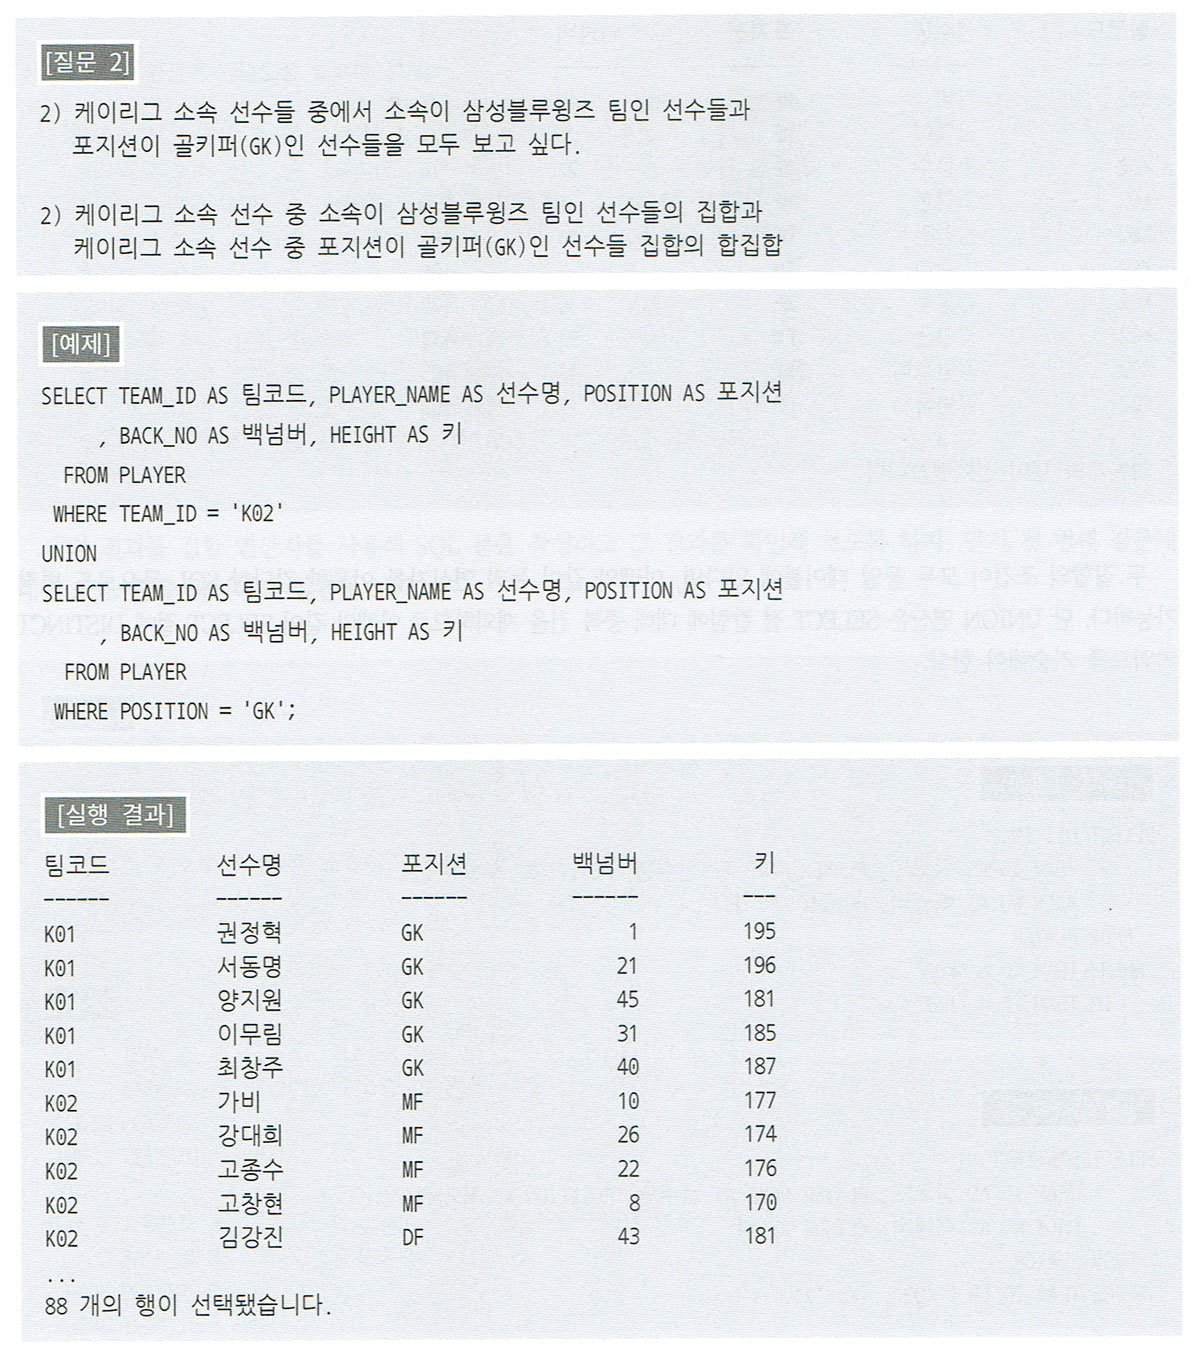 [질문 2]
2) 케이리그 소속 선수들 중에서 소속이 삼성블루윙즈 팀인 선수들과
포지션이 골키퍼(GK)인 선수들을 모두 보고 싶다.
2) 케이리그 소속 선수 중 소속이 삼성블루윙즈 팀인 선수들의 집합과
케이리그 소속 선수 중 포지션이 골키퍼(GK)인 선수들 집합의 합집합
[예제]
SELECT TEAM_ID AS 팀코드, PLAYER_NAME AS 선수명, POSITION AS 포지션
, BACK_NO AS 백넘버, HEIGHT AS 키
FROM PLAYER
WHERE TEAM_ID = 'K02'
UNION
SELECT TEAM_ID AS 팀코드, PLAYER_NAME AS 선수명, POSITION AS 포지션
, BACK_NO AS 백넘버, HEIGHT AS 키
FROM PLAYER
WHERE POSITION = 'GK';
[실행 결과]
팀코드 선수명 포지션 백넘버 키
------ ------ ------ ------ ---
K01 권정혁 GK 1 195
K01 서동명 GK 21 196
K01 양지원 GK 45 181
K01 이무림 GK 31 185
K01 최창주 GK 40 187
K02 가비 MF 10 177
K02 강대희 MF 26 174
K02 고종수 MF 22 176
K02 고창현 MF 8 170
K02 김강진 DF 43 181
...
88 개의 행이 선택됐습니다.